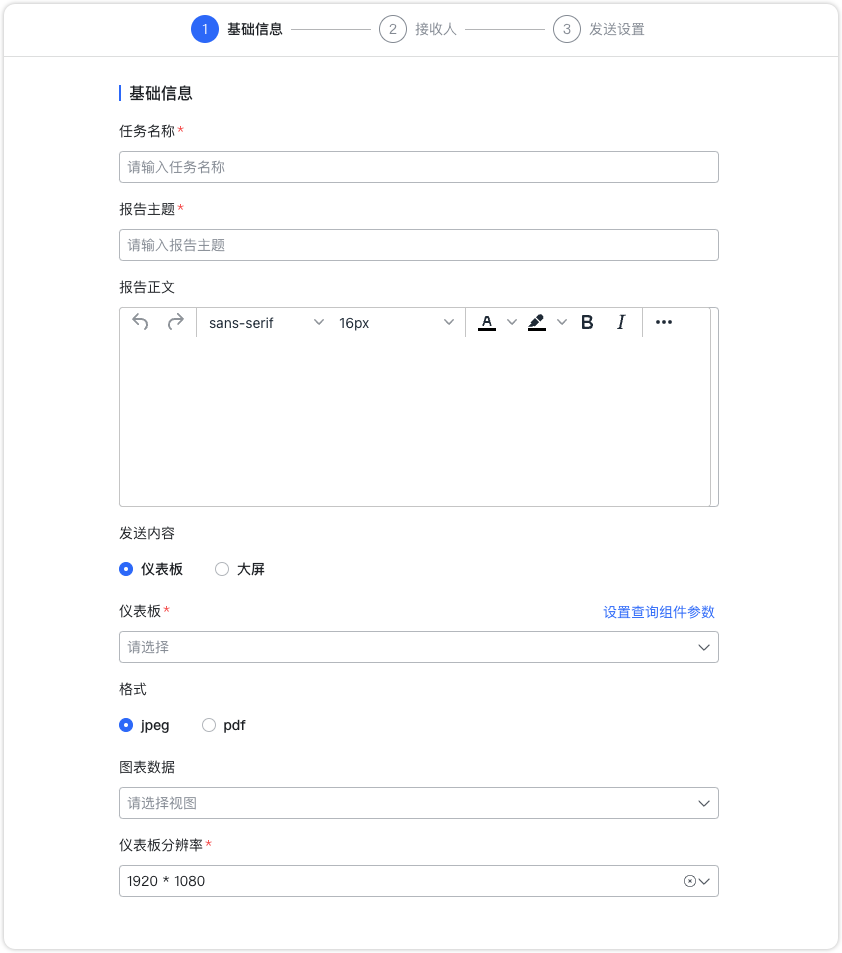 1 基础信息 2 接收人 3 发送设置
基础信息
任务名称*
请输入任务名称
报告主题*
请输入报告主题
报告正文
sans-serif 16px A B I
发送内容
仪表板 大屏
仪表板* 设置查询组件参数
请选择
格式
jpeg pdf
图表数据
请选择视图
仪表板分辨率*
1920 * 1080